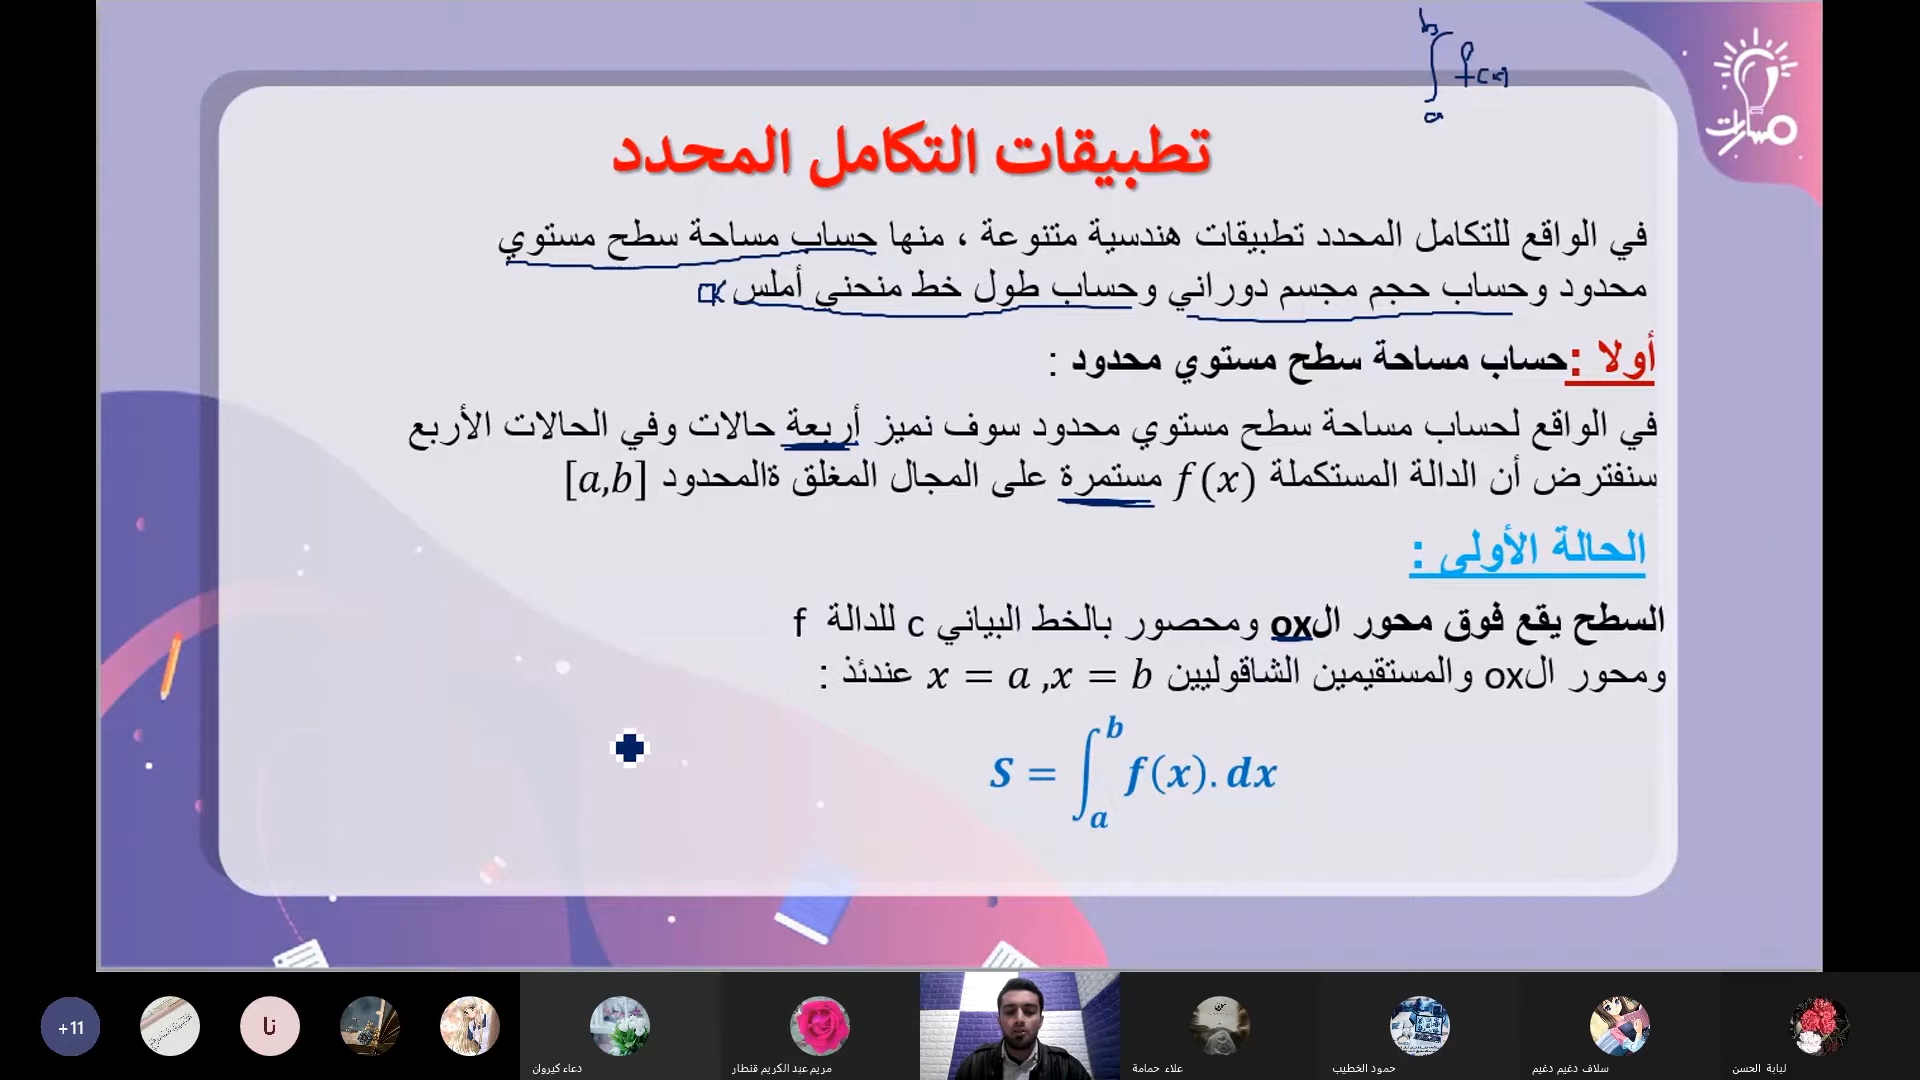 b
∫ f(x)
a
مسارات
تطبيقات التكامل المحدد
في الواقع للتكامل المحدد تطبيقات هندسية متنوعة ، منها حساب مساحة سطح مستوي
محدود وحساب حجم مجسم دوراني وحساب طول خط منحني أملس
أولا :حساب مساحة سطح مستوي محدود :
في الواقع لحساب مساحة سطح مستوي محدود سوف نميز أربعة حالات وفي الحالات الأربع
سنفترض أن الدالة المستكملة f(x) مستمرة على المجال المغلق ةالمحدود [a,b]
الحالة الأولى :
السطح يقع فوق محور الox ومحصور بالخط البياني c للدالة f
ومحور الox والمستقيمين الشاقوليين x = a ,x = b عندئذ :
S = ∫_a^b f(x).dx
+11
نا
دعاء كيروان
مريم عبد الكريم قنطار
علاء حمامة
حمود الخطيب
سلاف دغيم دغيم
لبابة الحسن